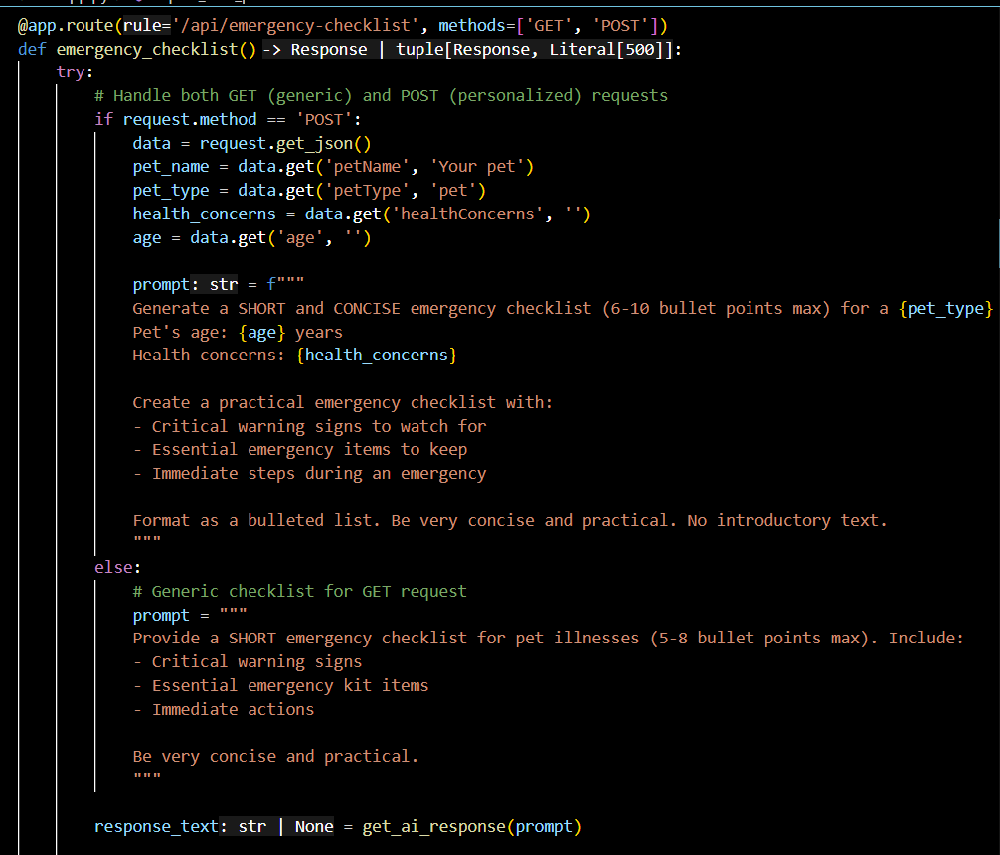 @app.route(rule='/api/emergency-checklist', methods=['GET', 'POST'])
def emergency_checklist() -> Response | tuple[Response, Literal[500]]:
    try:
        # Handle both GET (generic) and POST (personalized) requests
        if request.method == 'POST':
            data = request.get_json()
            pet_name = data.get('petName', 'Your pet')
            pet_type = data.get('petType', 'pet')
            health_concerns = data.get('healthConcerns', '')
            age = data.get('age', '')

            prompt: str = f"""
            Generate a SHORT and CONCISE emergency checklist (6-10 bullet points max) for a {pet_type}
            Pet's age: {age} years
            Health concerns: {health_concerns}

            Create a practical emergency checklist with:
            - Critical warning signs to watch for
            - Essential emergency items to keep
            - Immediate steps during an emergency

            Format as a bulleted list. Be very concise and practical. No introductory text.
            """
        else:
            # Generic checklist for GET request
            prompt = """
            Provide a SHORT emergency checklist for pet illnesses (5-8 bullet points max). Include:
            - Critical warning signs
            - Essential emergency kit items
            - Immediate actions

            Be very concise and practical.
            """

        response_text: str | None = get_ai_response(prompt)